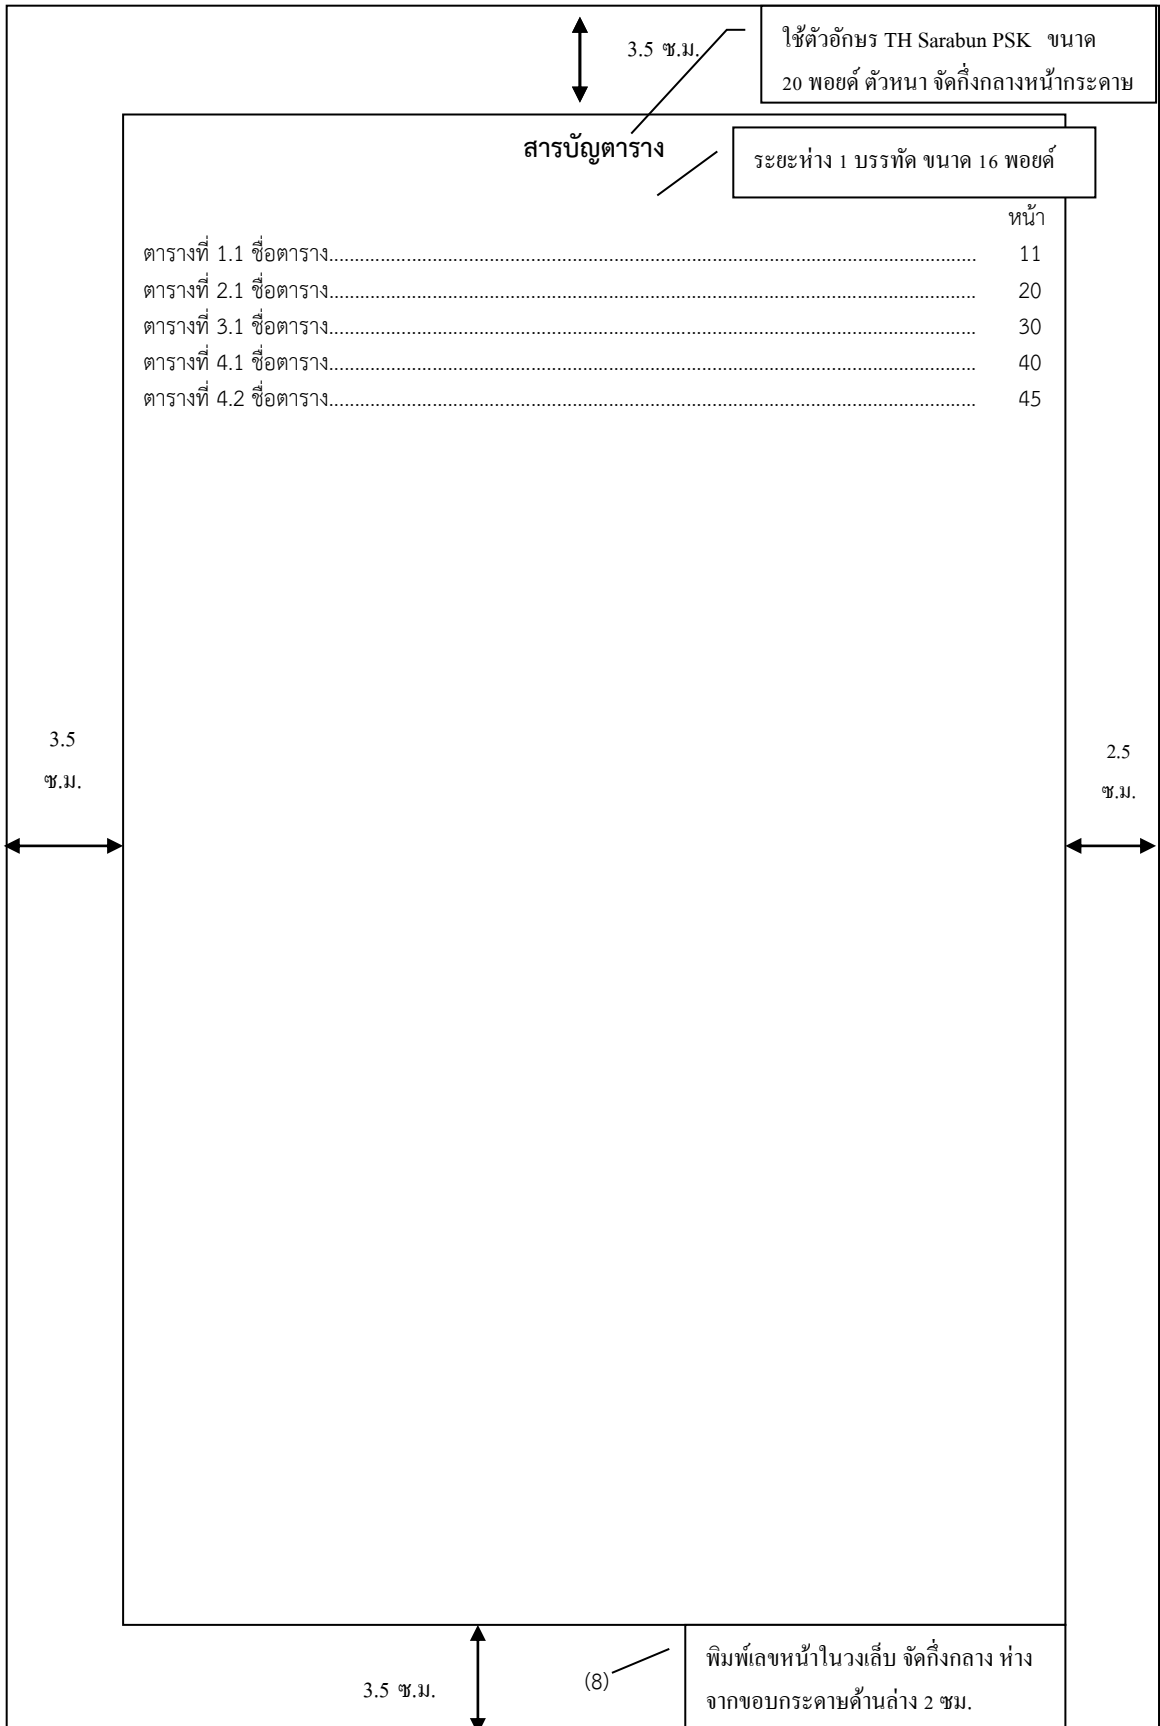 3.5 ซ.ม.
ใช้ตัวอักษร TH Sarabun PSK ขนาด
20 พอยด์ ตัวหนา จัดกึ่งกลางหน้ากระดาษ
สารบัญตาราง
ระยะห่าง 1 บรรทัด ขนาด 16 พอยด์
หน้า
ตารางที่ 1.1 ชื่อตาราง............................................................................................................................. 11
ตารางที่ 2.1 ชื่อตาราง............................................................................................................................. 20
ตารางที่ 3.1 ชื่อตาราง............................................................................................................................. 30
ตารางที่ 4.1 ชื่อตาราง............................................................................................................................. 40
ตารางที่ 4.2 ชื่อตาราง............................................................................................................................. 45
3.5
ซ.ม.
2.5
ซ.ม.
3.5 ซ.ม.
(8)
พิมพ์เลขหน้าในวงเล็บ จัดกึ่งกลาง ห่าง
จากขอบกระดาษด้านล่าง 2 ซม.